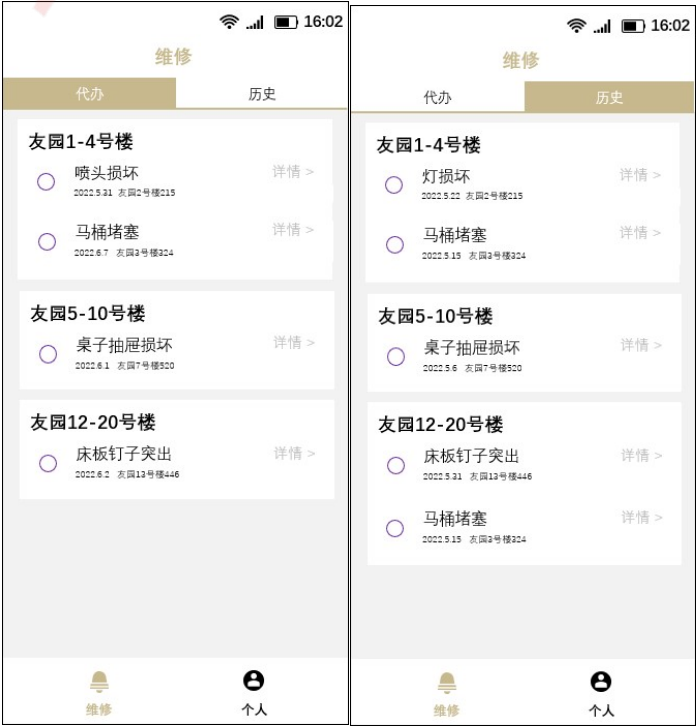 16:02
维修
代办
历史
友园1-4号楼
喷头损坏
详情 >
2022.5.31 友园2号楼215
马桶堵塞
详情 >
2022.6.7 友园3号楼324
友园5-10号楼
桌子抽屉损坏
详情 >
2022.6.1 友园7号楼520
友园12-20号楼
床板钉子突出
详情 >
2022.6.2 友园13号楼446
维修
个人
16:02
维修
代办
历史
友园1-4号楼
灯损坏
详情 >
2022.5.22 友园2号楼215
马桶堵塞
详情 >
2022.5.15 友园3号楼324
友园5-10号楼
桌子抽屉损坏
详情 >
2022.5.6 友园7号楼520
友园12-20号楼
床板钉子突出
详情 >
2022.5.31 友园13号楼446
马桶堵塞
详情 >
2022.5.15 友园3号楼324
维修
个人